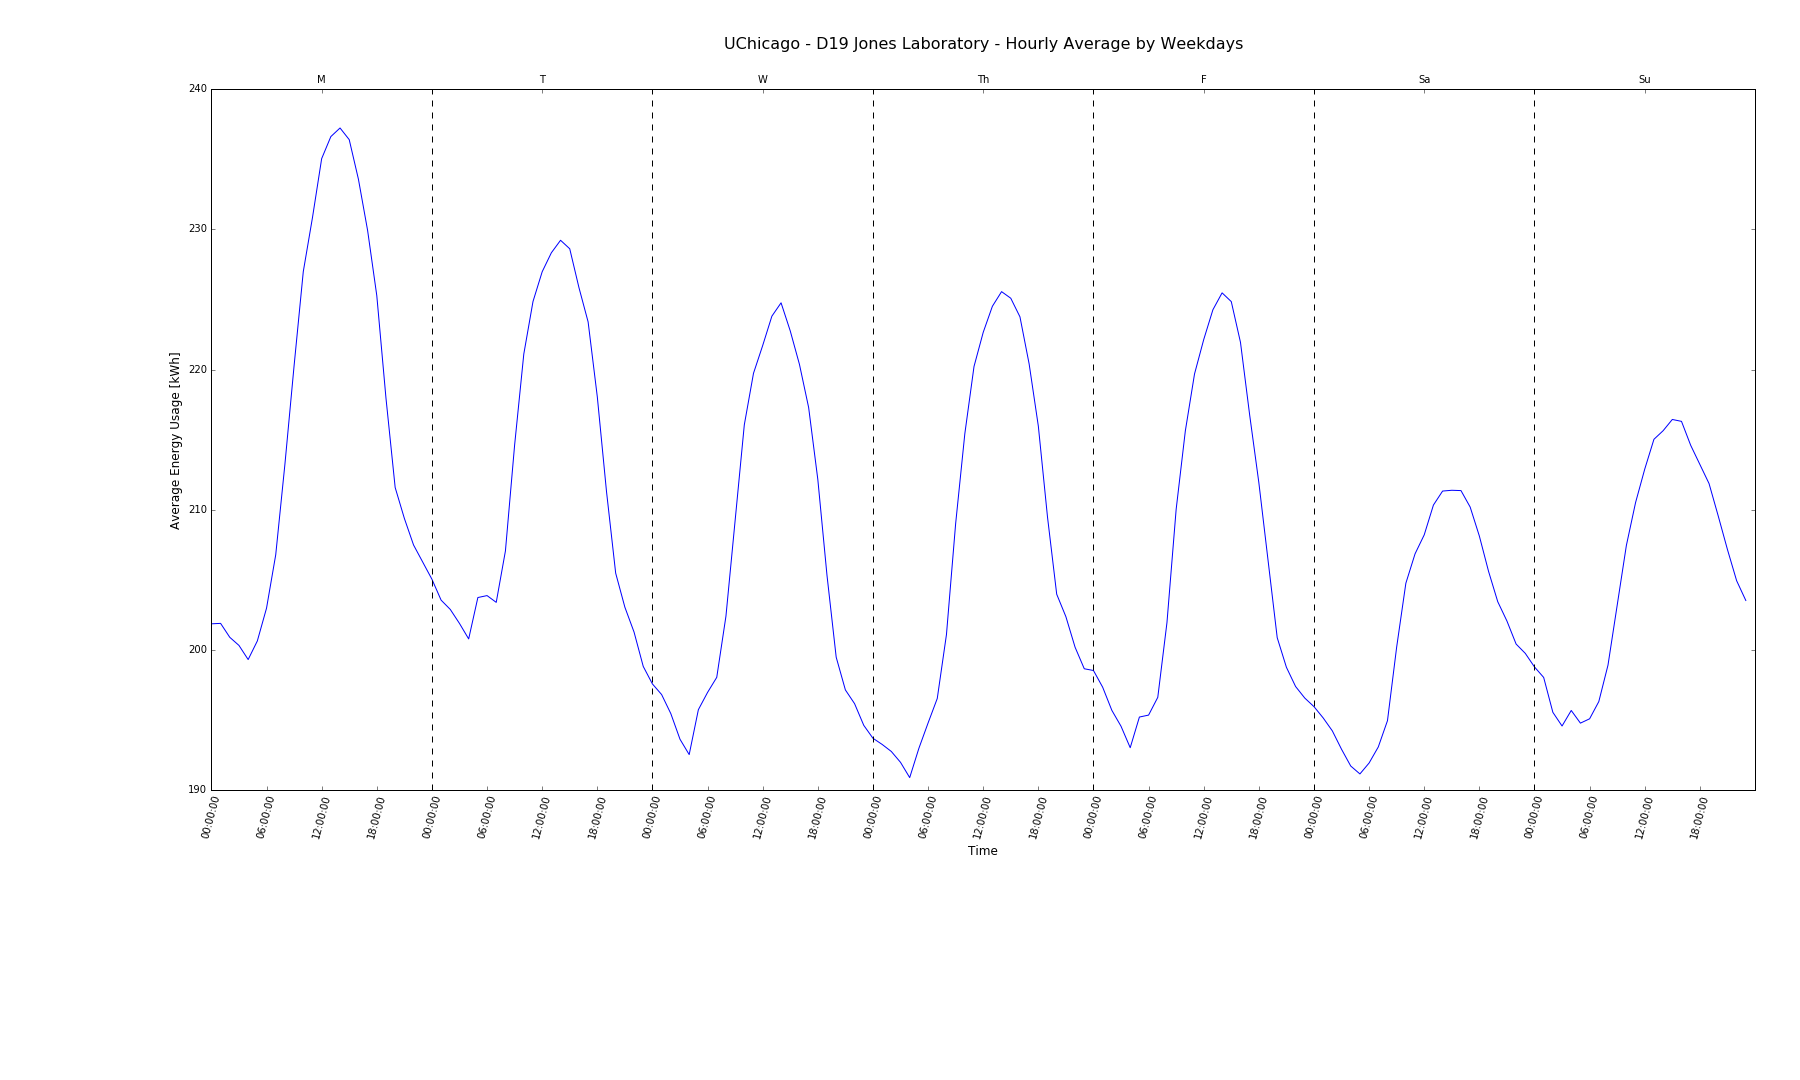 UChicago - D19 Jones Laboratory - Hourly Average by Weekdays
M T W Th F Sa Su
240
230
220
210
200
190
Average Energy Usage [kWh]
00:00:00 06:00:00 12:00:00 18:00:00 00:00:00 06:00:00 12:00:00 18:00:00 00:00:00 06:00:00 12:00:00 18:00:00 00:00:00 06:00:00 12:00:00 18:00:00 00:00:00 06:00:00 12:00:00 18:00:00 00:00:00 06:00:00 12:00:00 18:00:00 00:00:00 06:00:00 12:00:00 18:00:00
Time